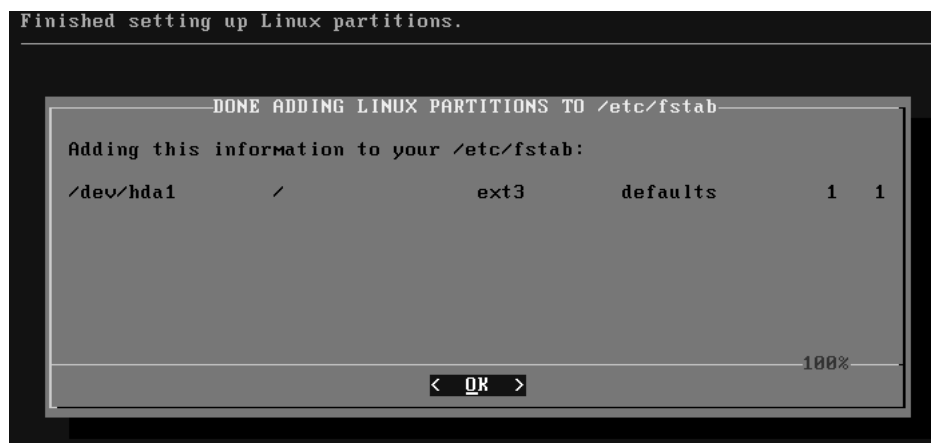 Finished setting up Linux partitions.
DONE ADDING LINUX PARTITIONS TO /etc/fstab
Adding this information to your /etc/fstab:
/dev/hda1 / ext3 defaults 1 1
100%
< OK >